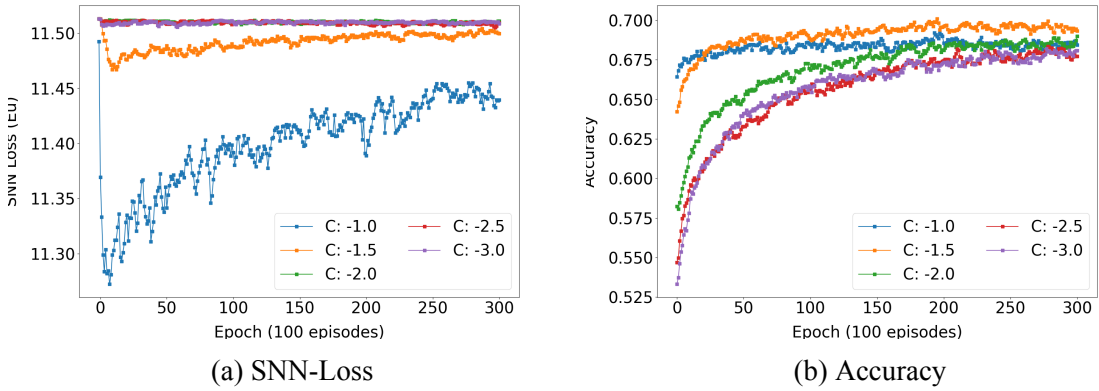 11.50
11.45
11.40
11.35
11.30
SNN Loss (Eu)
0 50 100 150 200 250 300
Epoch (100 episodes)
C: -1.0 C: -2.5
C: -1.5 C: -3.0
C: -2.0
(a) SNN-Loss
0.700
0.675
0.650
0.625
0.600
0.575
0.550
0.525
Accuracy
0 50 100 150 200 250 300
Epoch (100 episodes)
C: -1.0 C: -2.5
C: -1.5 C: -3.0
C: -2.0
(b) Accuracy